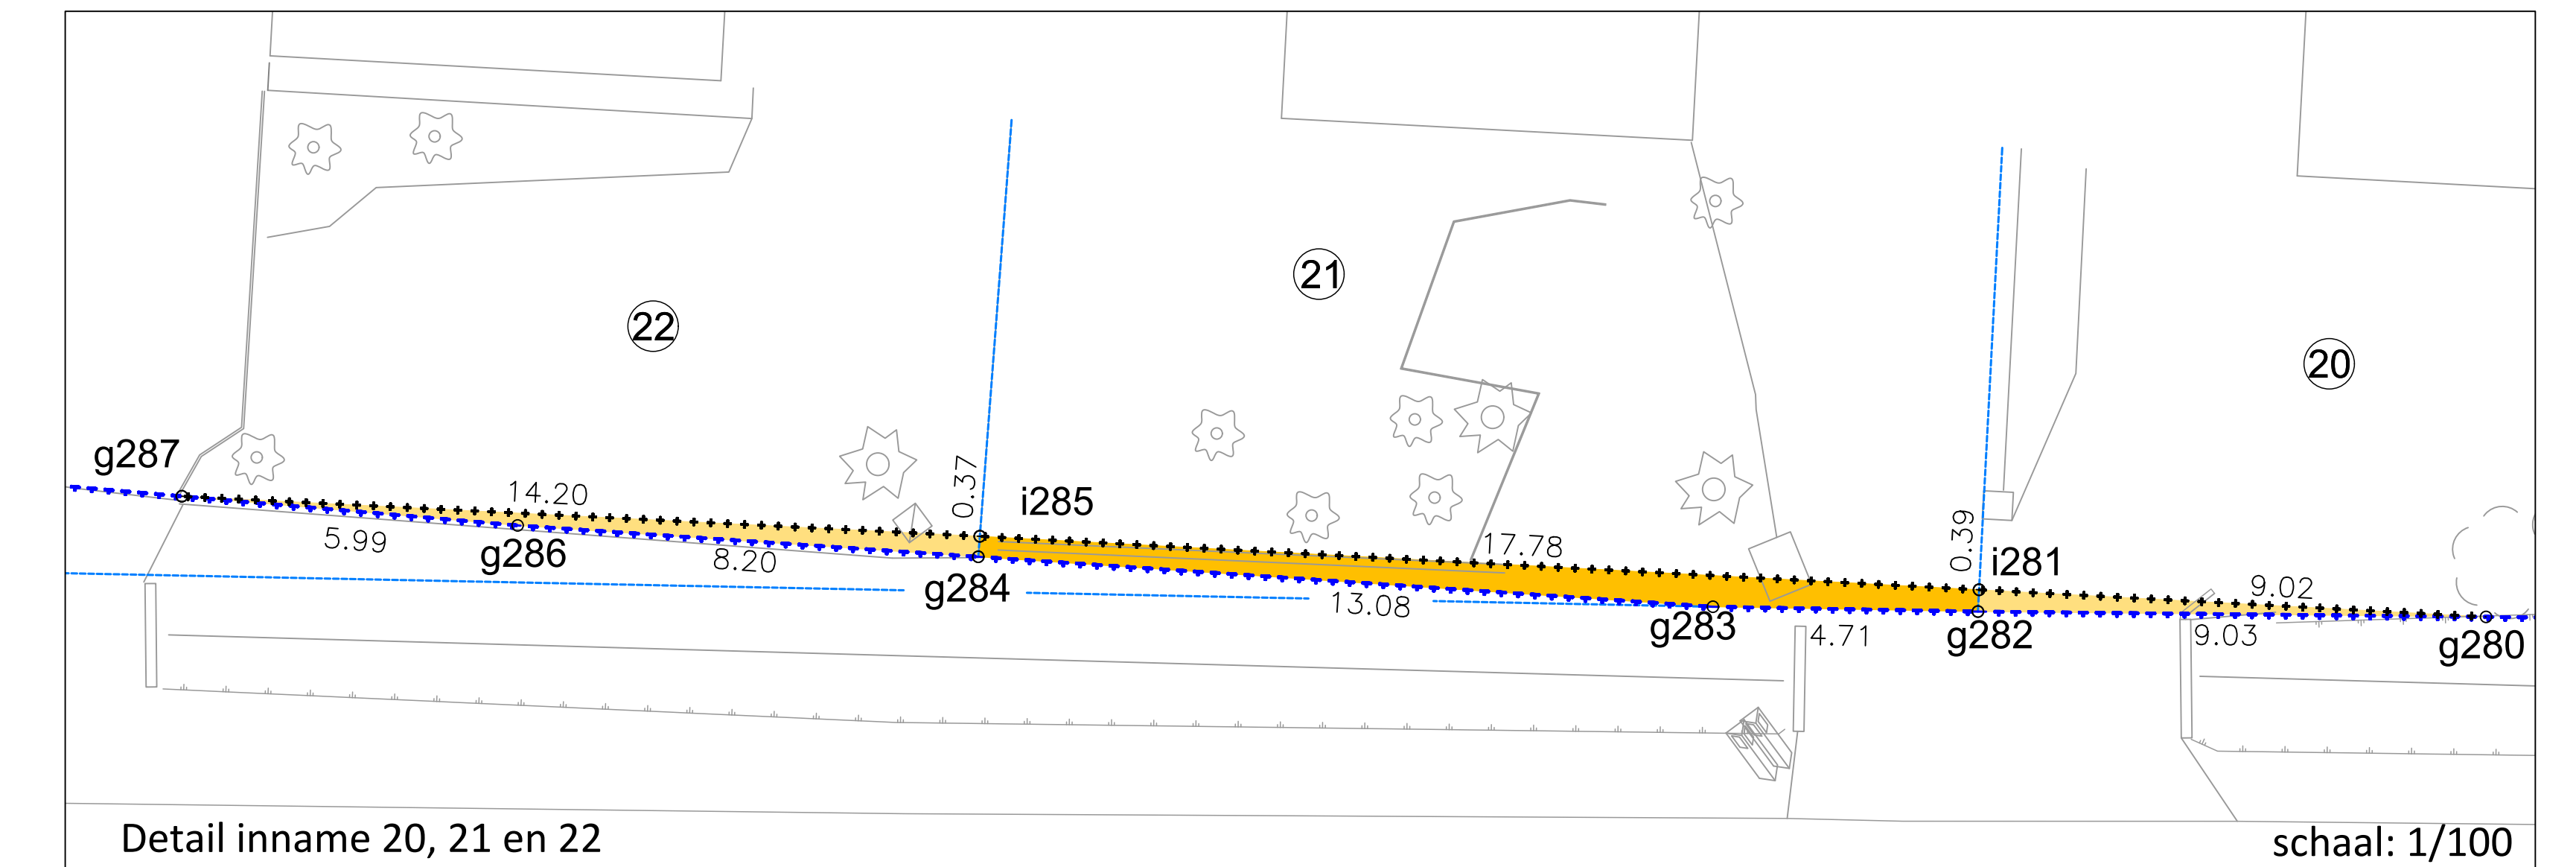 21
22
20
g287
14.20
0.37
i285
5.99
g286
8.20
g284
17.78
13.08
0.39
i281
9.02
g283
4.71
g282
9.03
g280
Detail inname 20, 21 en 22
schaal: 1/100